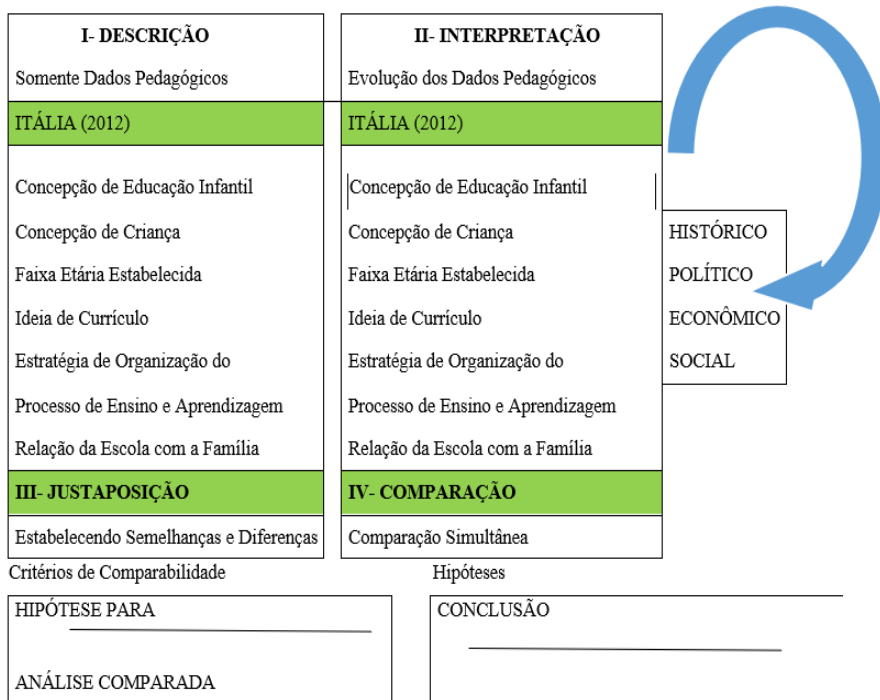 I- DESCRIÇÃO
Somente Dados Pedagógicos
ITÁLIA (2012)
Concepção de Educação Infantil
Concepção de Criança
Faixa Etária Estabelecida
Ideia de Currículo
Estratégia de Organização do
Processo de Ensino e Aprendizagem
Relação da Escola com a Família
III- JUSTAPOSIÇÃO
Estabelecendo Semelhanças e Diferenças
II- INTERPRETAÇÃO
Evolução dos Dados Pedagógicos
ITÁLIA (2012)
Concepção de Educação Infantil
Concepção de Criança
Faixa Etária Estabelecida
Ideia de Currículo
Estratégia de Organização do
Processo de Ensino e Aprendizagem
Relação da Escola com a Família
IV- COMPARAÇÃO
Comparação Simultânea
HISTÓRICO
POLÍTICO
ECONÔMICO
SOCIAL
Critérios de Comparabilidade
HIPÓTESE PARA
ANÁLISE COMPARADA
Hipóteses
CONCLUSÃO